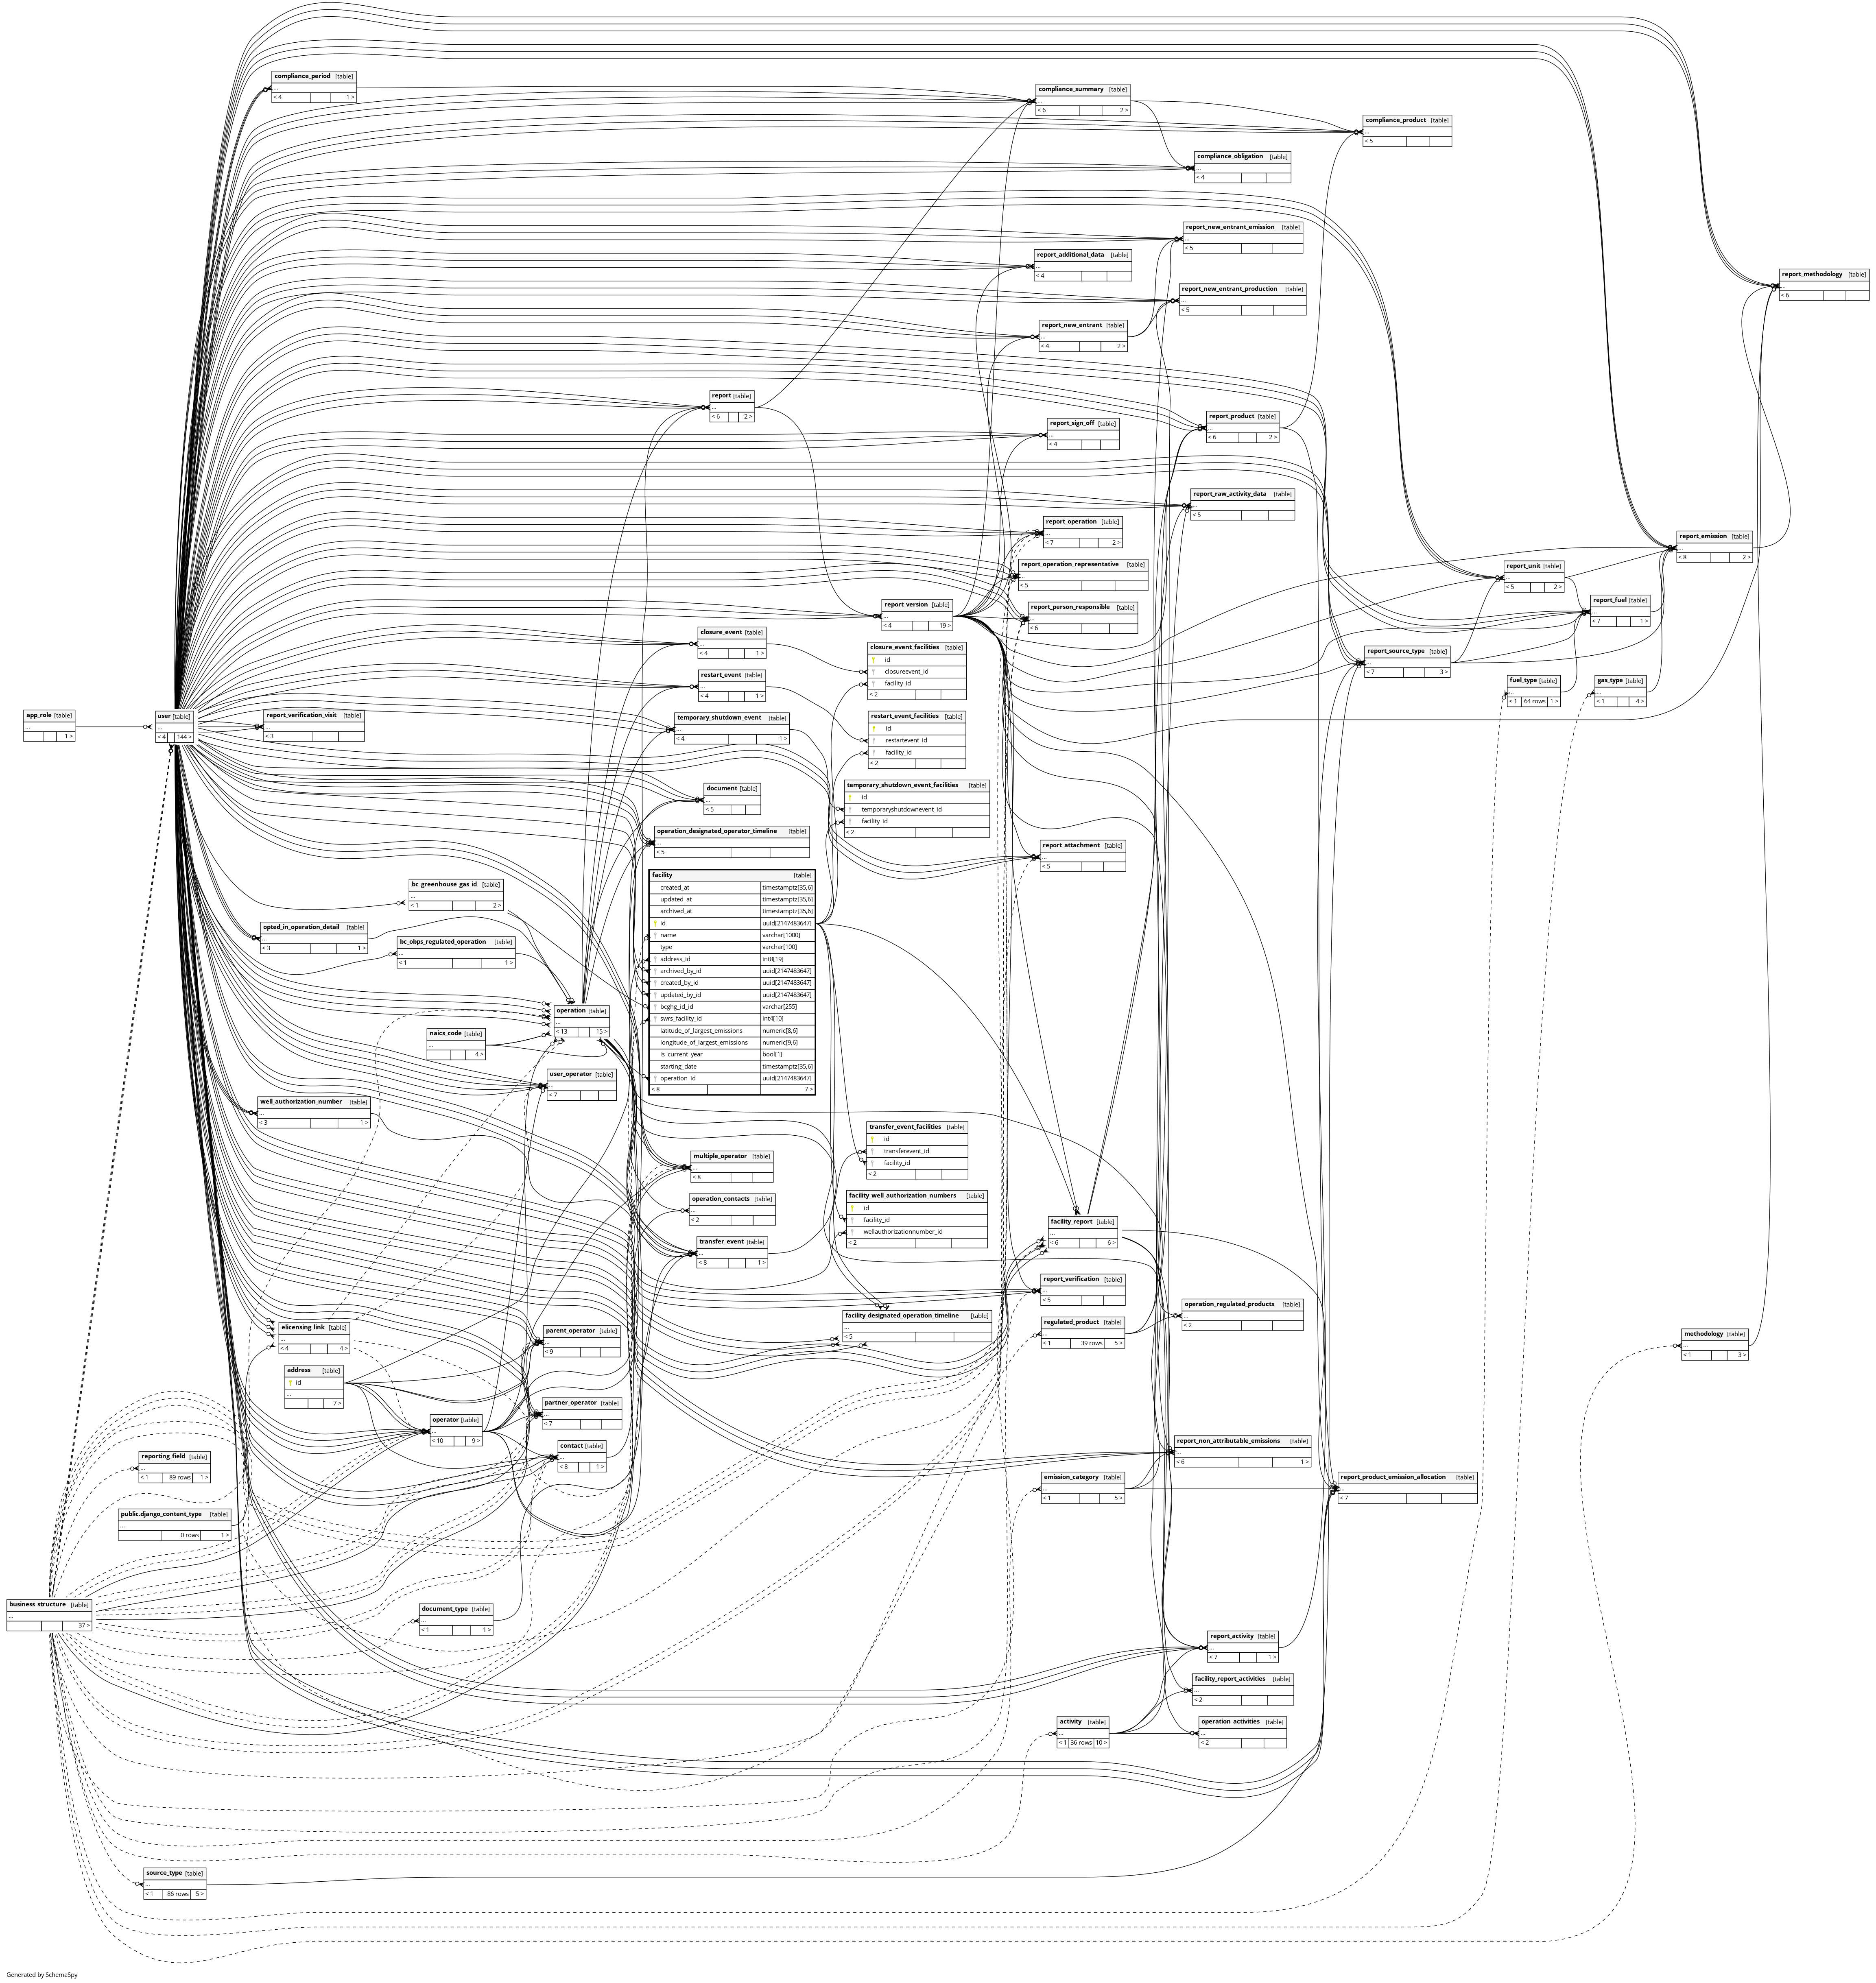 compliance_period [table]
...
< 4 1 >
compliance_summary [table]
...
< 6 2 >
compliance_product [table]
...
< 5
compliance_obligation [table]
...
< 4
report_new_entrant_emission [table]
...
< 5
report_additional_data [table]
...
< 4
report_methodology [table]
...
< 6
report_new_entrant_production [table]
...
< 5
report_new_entrant [table]
...
< 4 2 >
report [table]
...
< 6 2 >
report_product [table]
...
< 6 2 >
report_sign_off [table]
...
< 4
report_raw_activity_data [table]
...
< 5
report_operation [table]
...
< 7 2 >
report_emission [table]
...
< 8 2 >
report_operation_representative [table]
...
< 5
report_unit [table]
...
< 5 2 >
report_fuel [table]
...
< 7 1 >
report_version [table]
...
< 4 19 >
report_person_responsible [table]
...
< 6
closure_event [table]
...
< 4 1 >
closure_event_facilities [table]
id
closureevent_id
facility_id
< 2
report_source_type [table]
...
< 7 3 >
restart_event [table]
...
< 4 1 >
fuel_type [table]
...
< 1 64 rows 1 >
gas_type [table]
...
< 1 4 >
app_role [table]
...
1 >
user [table]
...
< 4 144 >
report_verification_visit [table]
...
< 3
temporary_shutdown_event [table]
...
< 4 1 >
restart_event_facilities [table]
id
restartevent_id
facility_id
< 2
document [table]
...
< 5
temporary_shutdown_event_facilities [table]
id
temporaryshutdownevent_id
facility_id
< 2
operation_designated_operator_timeline [table]
...
< 5
report_attachment [table]
...
< 5
facility [table]
created_at timestamptz[35,6]
updated_at timestamptz[35,6]
archived_at timestamptz[35,6]
id uuid[2147483647]
name varchar[1000]
type varchar[100]
address_id int8[19]
archived_by_id uuid[2147483647]
created_by_id uuid[2147483647]
updated_by_id uuid[2147483647]
bcghg_id_id varchar[255]
swrs_facility_id int4[10]
latitude_of_largest_emissions numeric[8,6]
longitude_of_largest_emissions numeric[9,6]
is_current_year bool[1]
starting_date timestamptz[35,6]
operation_id uuid[2147483647]
< 8 7 >
bc_greenhouse_gas_id [table]
...
< 1 2 >
opted_in_operation_detail [table]
...
< 3 1 >
bc_obps_regulated_operation [table]
...
< 1 1 >
operation [table]
...
< 13 15 >
naics_code [table]
...
4 >
user_operator [table]
...
< 7
well_authorization_number [table]
...
< 3 1 >
transfer_event_facilities [table]
id
transferevent_id
facility_id
< 2
multiple_operator [table]
...
< 8
operation_contacts [table]
...
< 2
facility_well_authorization_numbers [table]
id
facility_id
wellauthorizationnumber_id
< 2
facility_report [table]
...
< 6 6 >
transfer_event [table]
...
< 8 1 >
report_verification [table]
...
< 5
operation_regulated_products [table]
...
< 2
facility_designated_operation_timeline [table]
...
< 5
regulated_product [table]
...
< 1 39 rows 5 >
elicensing_link [table]
...
< 4 4 >
parent_operator [table]
...
< 9
methodology [table]
...
< 1 3 >
address [table]
id
...
7 >
partner_operator [table]
...
< 7
operator [table]
...
< 10 9 >
contact [table]
...
< 8 1 >
report_non_attributable_emissions [table]
...
< 6 1 >
reporting_field [table]
...
< 1 89 rows 1 >
emission_category [table]
...
< 1 5 >
report_product_emission_allocation [table]
...
< 7
public.django_content_type [table]
...
0 rows 1 >
business_structure [table]
...
37 >
document_type [table]
...
< 1 1 >
report_activity [table]
...
< 7 1 >
facility_report_activities [table]
...
< 2
activity [table]
...
< 1 36 rows 10 >
operation_activities [table]
...
< 2
source_type [table]
...
< 1 86 rows 5 >
Generated by SchemaSpy